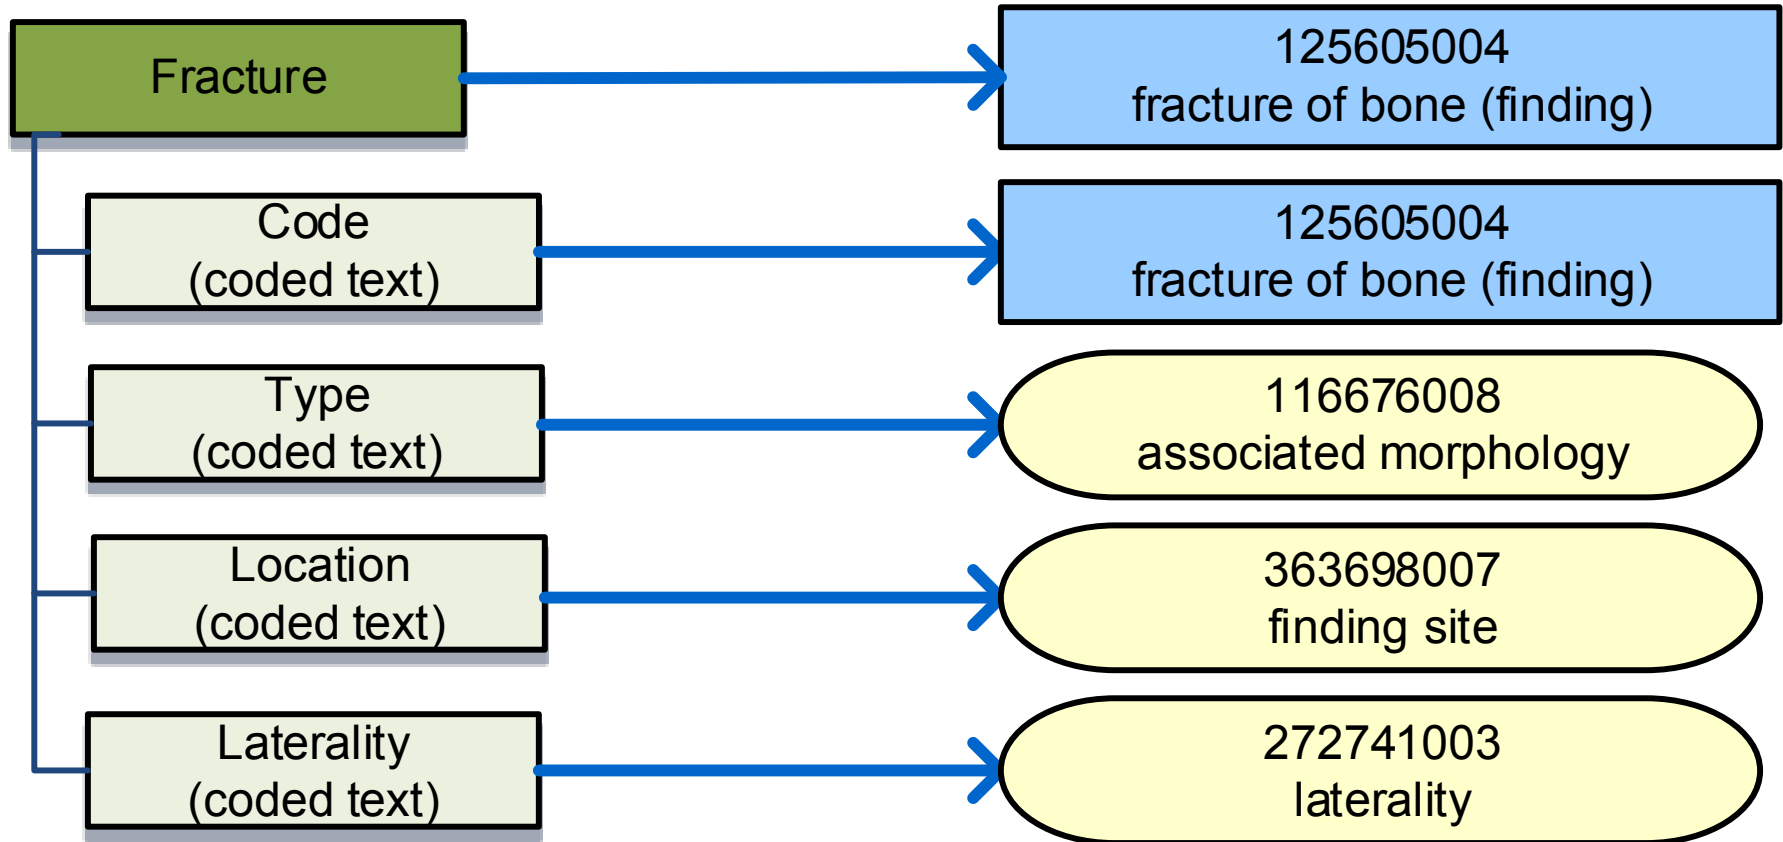 Fracture
125605004
fracture of bone (finding)
Code
(coded text)
125605004
fracture of bone (finding)
Type
(coded text)
116676008
associated morphology
Location
(coded text)
363698007
finding site
Laterality
(coded text)
272741003
laterality